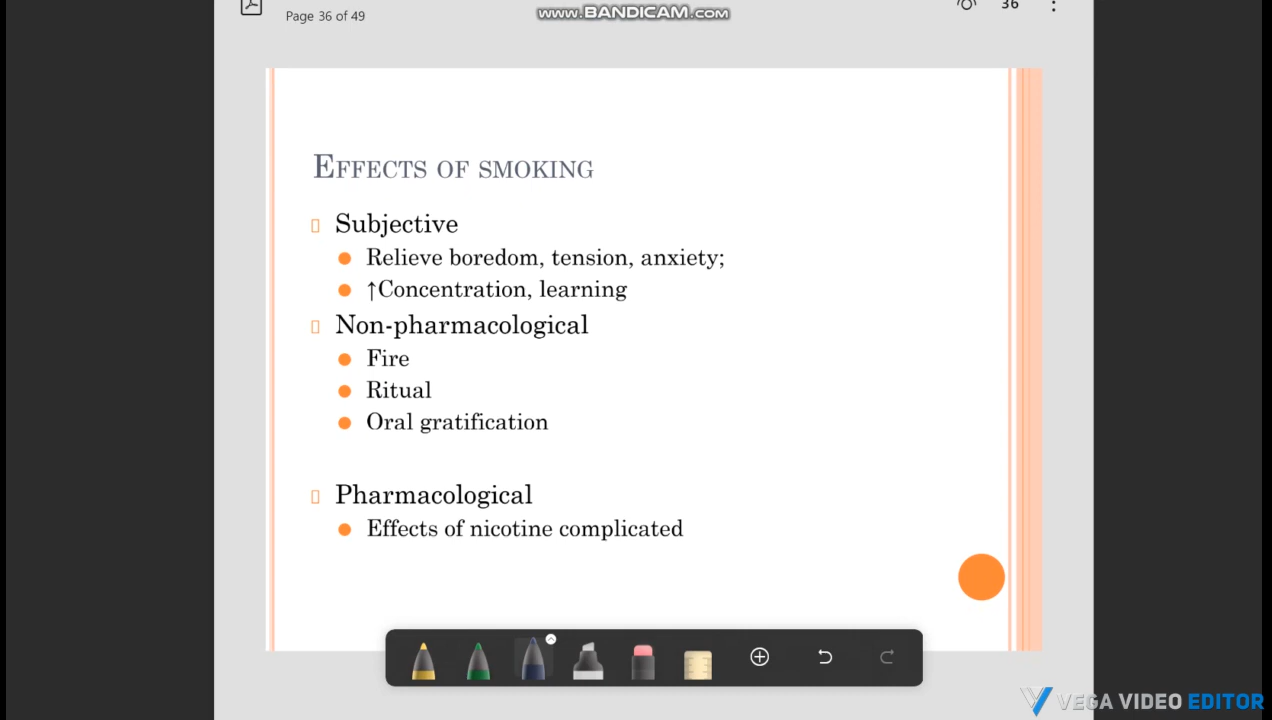 Page 36 of 49
www.BANDICAM.com
36
EFFECTS OF SMOKING
Subjective
Relieve boredom, tension, anxiety;
↑Concentration, learning
Non-pharmacological
Fire
Ritual
Oral gratification
Pharmacological
Effects of nicotine complicated
VEGA VIDEO EDITOR